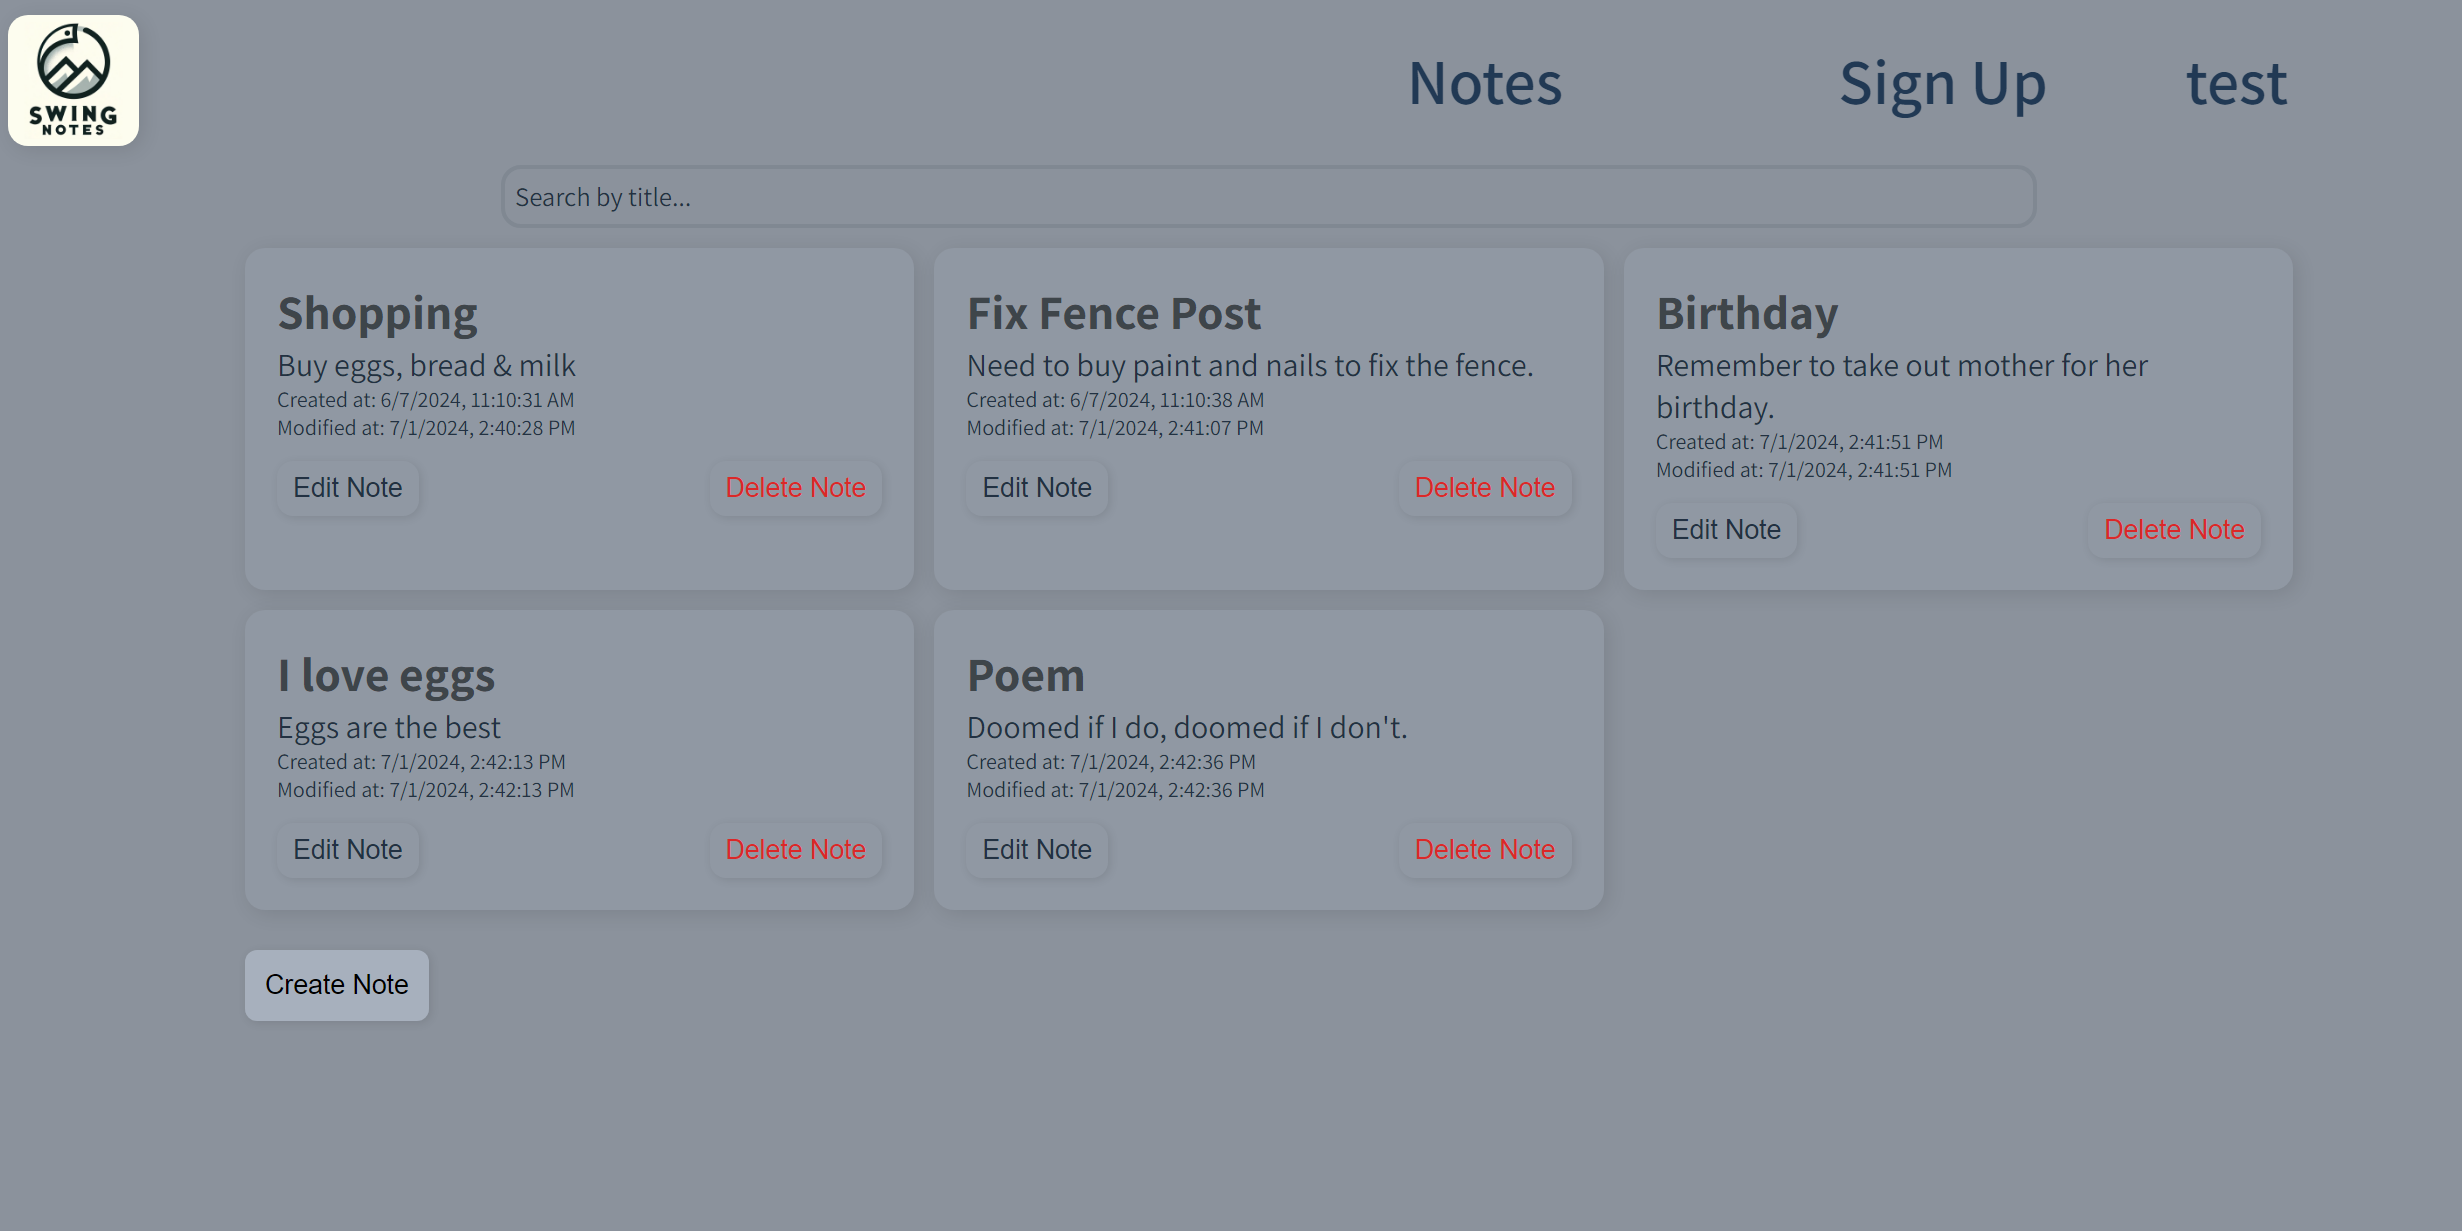 SWING
NOTES
Notes
Sign Up
test
Search by title...
Shopping
Buy eggs, bread & milk
Created at: 6/7/2024, 11:10:31 AM
Modified at: 7/1/2024, 2:40:28 PM
Edit Note
Delete Note
Fix Fence Post
Need to buy paint and nails to fix the fence.
Created at: 6/7/2024, 11:10:38 AM
Modified at: 7/1/2024, 2:41:07 PM
Edit Note
Delete Note
Birthday
Remember to take out mother for her
birthday.
Created at: 7/1/2024, 2:41:51 PM
Modified at: 7/1/2024, 2:41:51 PM
Edit Note
Delete Note
I love eggs
Eggs are the best
Created at: 7/1/2024, 2:42:13 PM
Modified at: 7/1/2024, 2:42:13 PM
Edit Note
Delete Note
Poem
Doomed if I do, doomed if I don't.
Created at: 7/1/2024, 2:42:36 PM
Modified at: 7/1/2024, 2:42:36 PM
Edit Note
Delete Note
Create Note